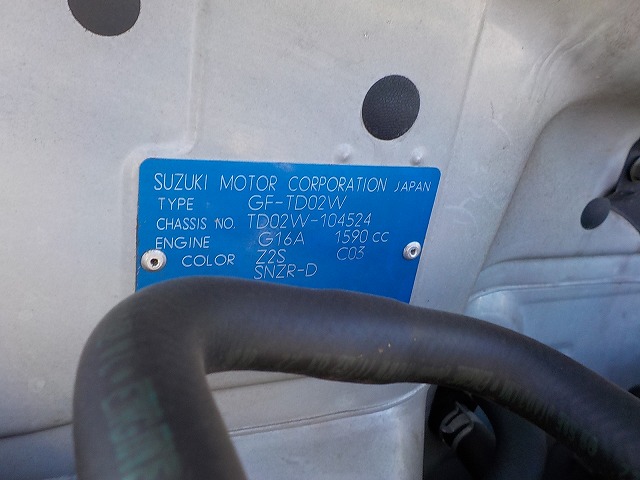 SUZUKI MOTOR CORPORATION JAPAN
TYPE GF-TD02W
CHASSIS NO. TD02W-104524
ENGINE G16A 1590 cc
COLOR Z2S C03
SNZR-D